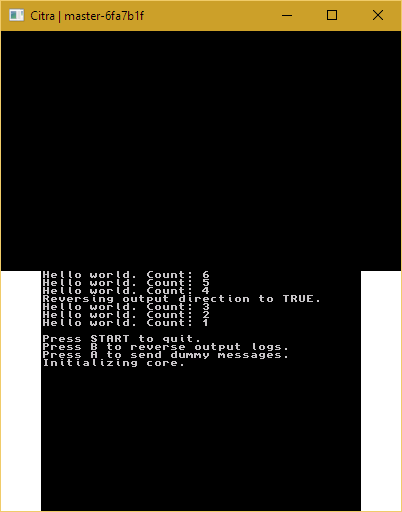 Citra | master-6fa7b1f
Hello world. Count: 6
Hello world. Count: 5
Hello world. Count: 4
Reversing output direction to TRUE.
Hello world. Count: 3
Hello world. Count: 2
Hello world. Count: 1
Press START to quit.
Press B to reverse output logs.
Press A to send dummy messages.
Initializing core.